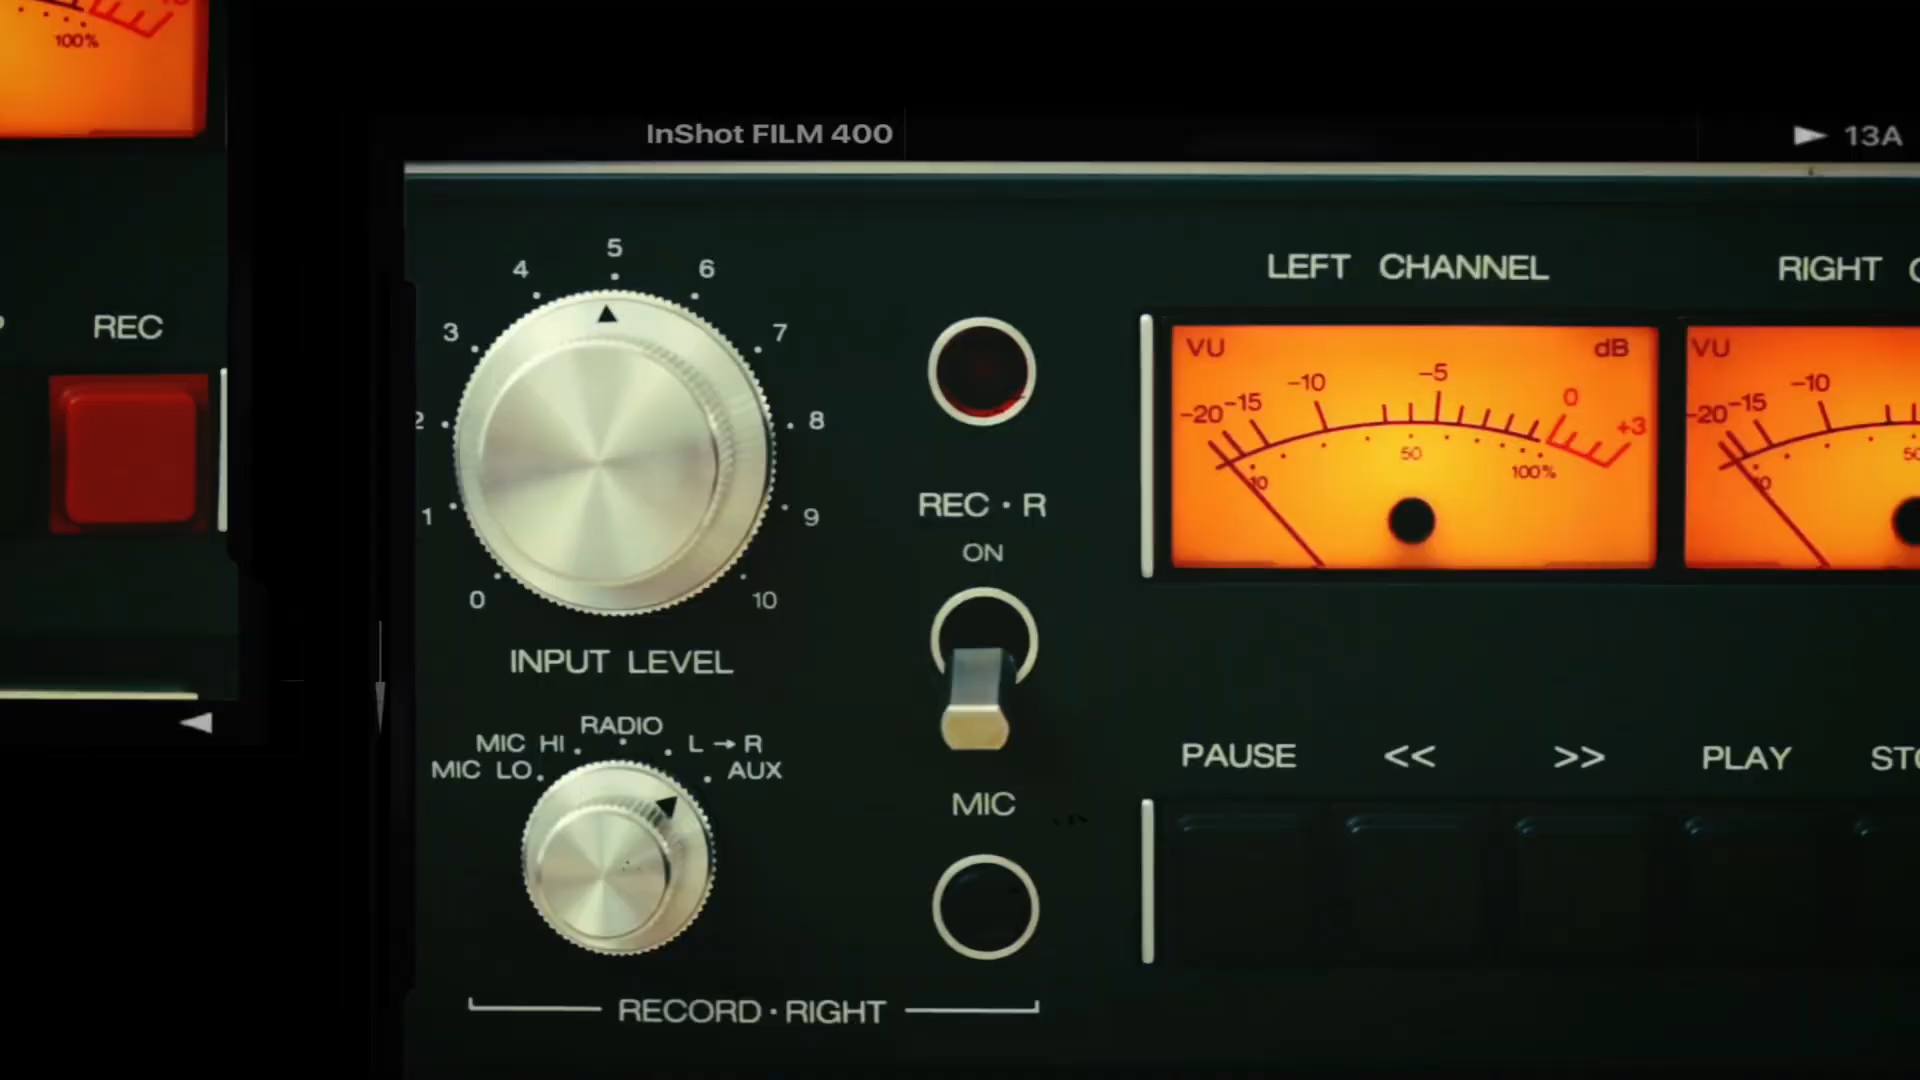 100%
REC
InShot FILM 400
13A
5
4 6
3 7
2 8
1 9
0 10
INPUT LEVEL
RADIO
MIC HI L → R
MIC LO AUX
REC · R
ON
MIC
RECORD · RIGHT
LEFT CHANNEL
VU dB
-20 -15 -10 -5 0 +3
10 50 100%
RIGHT
VU
-20 -15 -10
PAUSE << >> PLAY